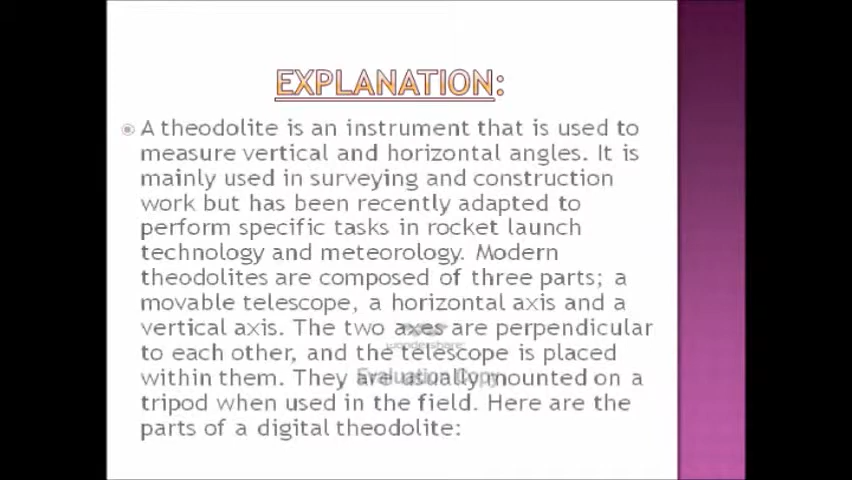 EXPLANATION:
A theodolite is an instrument that is used to
measure vertical and horizontal angles. It is
mainly used in surveying and construction
work but has been recently adapted to
perform specific tasks in rocket launch
technology and meteorology. Modern
theodolites are composed of three parts; a
movable telescope, a horizontal axis and a
vertical axis. The two axes are perpendicular
wondershare
to each other, and the telescope is placed
within them. They are usually mounted on a
Evaluation Copy
tripod when used in the field. Here are the
parts of a digital theodolite: